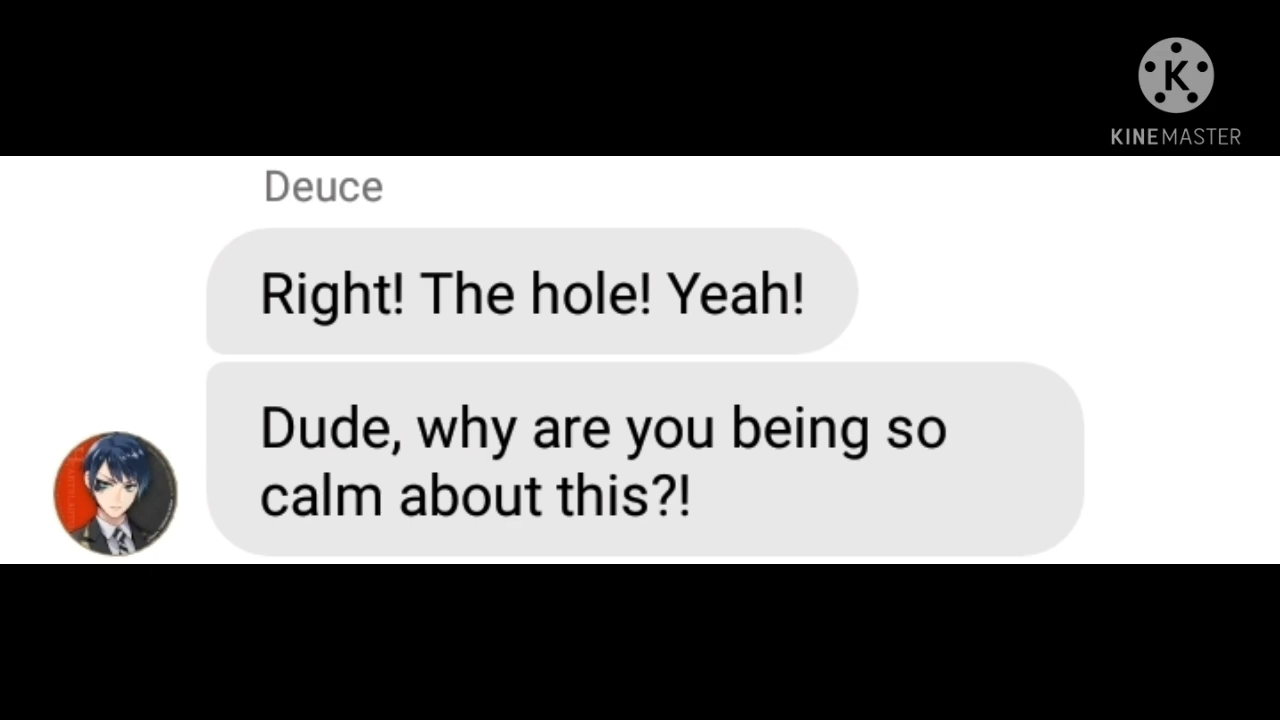 KINEMASTER
Deuce
Right! The hole! Yeah!
Dude, why are you being so
calm about this?!